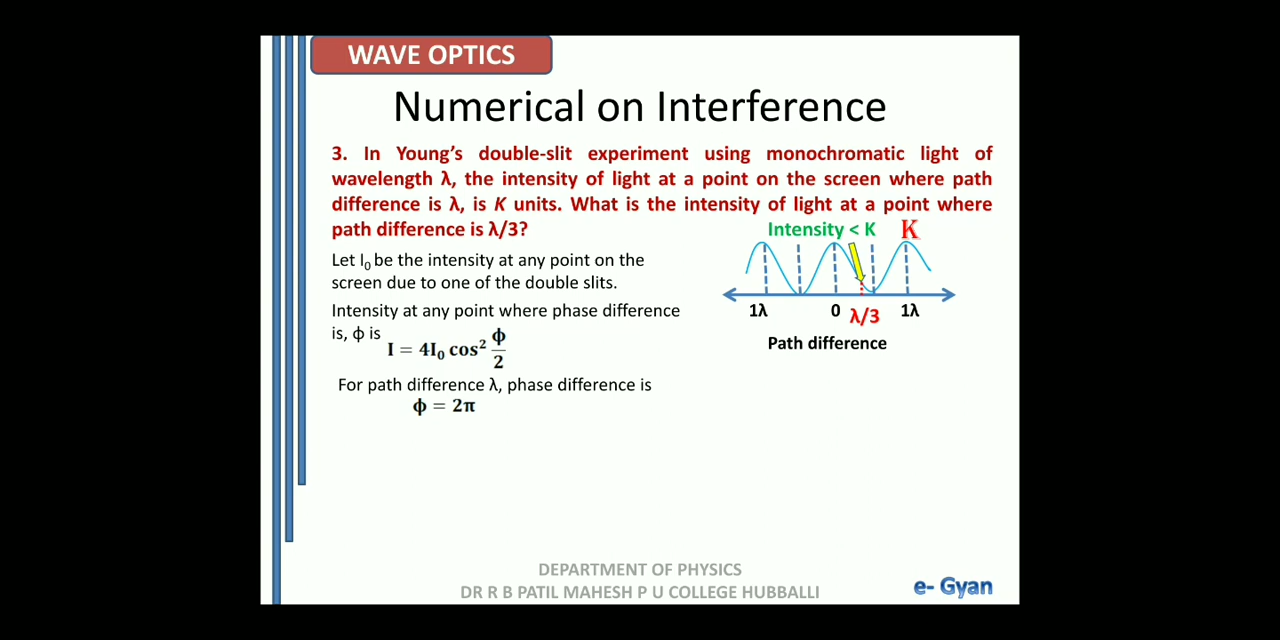 WAVE OPTICS
Numerical on Interference
3. In Young's double-slit experiment using monochromatic light of
wavelength λ, the intensity of light at a point on the screen where path
difference is λ, is K units. What is the intensity of light at a point where
path difference is λ/3?
Intensity < K K
Let I₀ be the intensity at any point on the
screen due to one of the double slits.
1λ 0 λ/3 1λ
Path difference
Intensity at any point where phase difference
is, ϕ is
I = 4I₀ cos² ϕ/2
For path difference λ, phase difference is
ϕ = 2π
DEPARTMENT OF PHYSICS
DR R B PATIL MAHESH P U COLLEGE HUBBALLI
e- Gyan